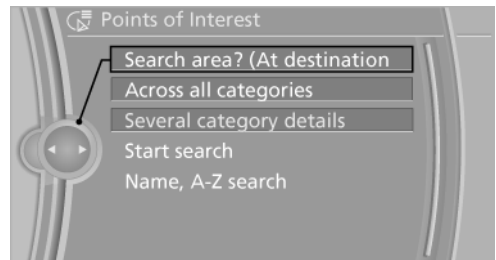 Points of Interest
Search area? (At destination
Across all categories
Several category details
Start search
Name, A-Z search